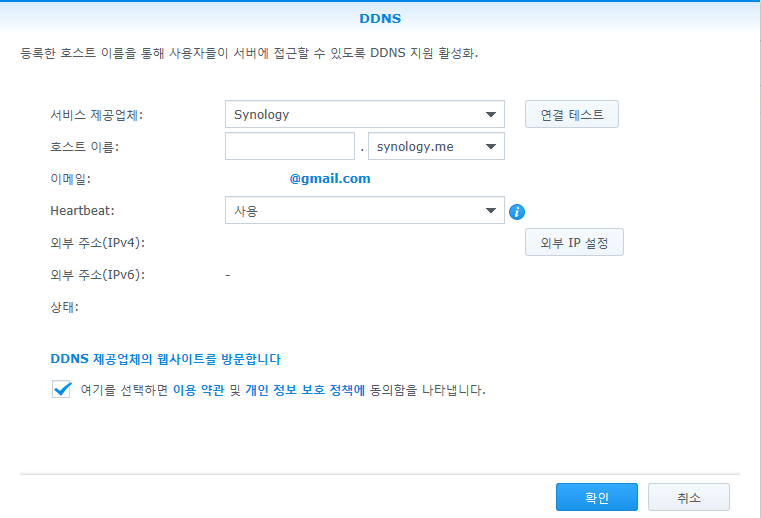 DDNS
등록한 호스트 이름을 통해 사용자들이 서버에 접근할 수 있도록 DDNS 지원 활성화.
서비스 제공업체: Synology 연결 테스트
호스트 이름: . synology.me
이메일: @gmail.com
Heartbeat: 사용 i
외부 주소(IPv4): 외부 IP 설정
외부 주소(IPv6): -
상태:
DDNS 제공업체의 웹사이트를 방문합니다
여기를 선택하면 이용 약관 및 개인 정보 보호 정책에 동의함을 나타냅니다.
확인 취소